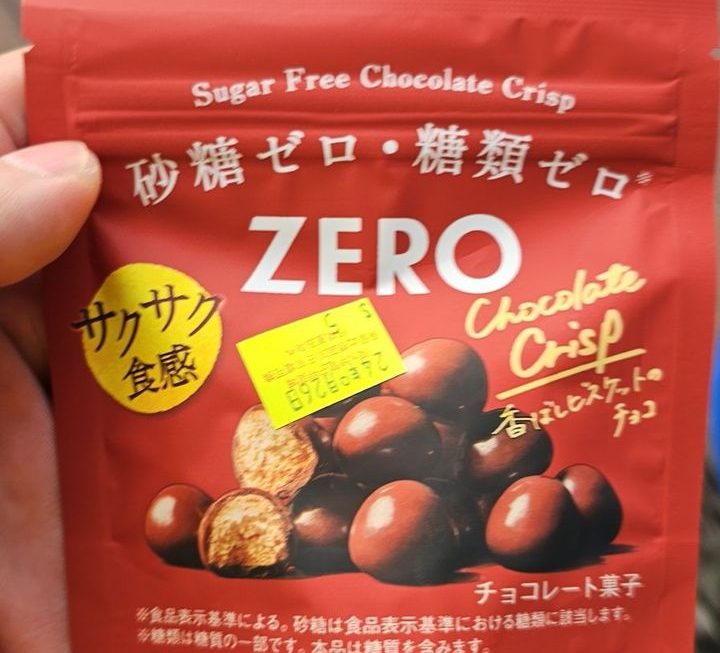 Sugar Free Chocolate Crisp
砂糖ゼロ・糖類ゼロ※
ZERO
Chocolate
Crisp
香ばしビスケットの
チョコ
サクサク
食感
$ 5
チョコレート菓子
※食品表示基準による。砂糖は食品表示基準における糖類に該当します。
※糖類は糖質の一部です。本品は糖質を含みます。